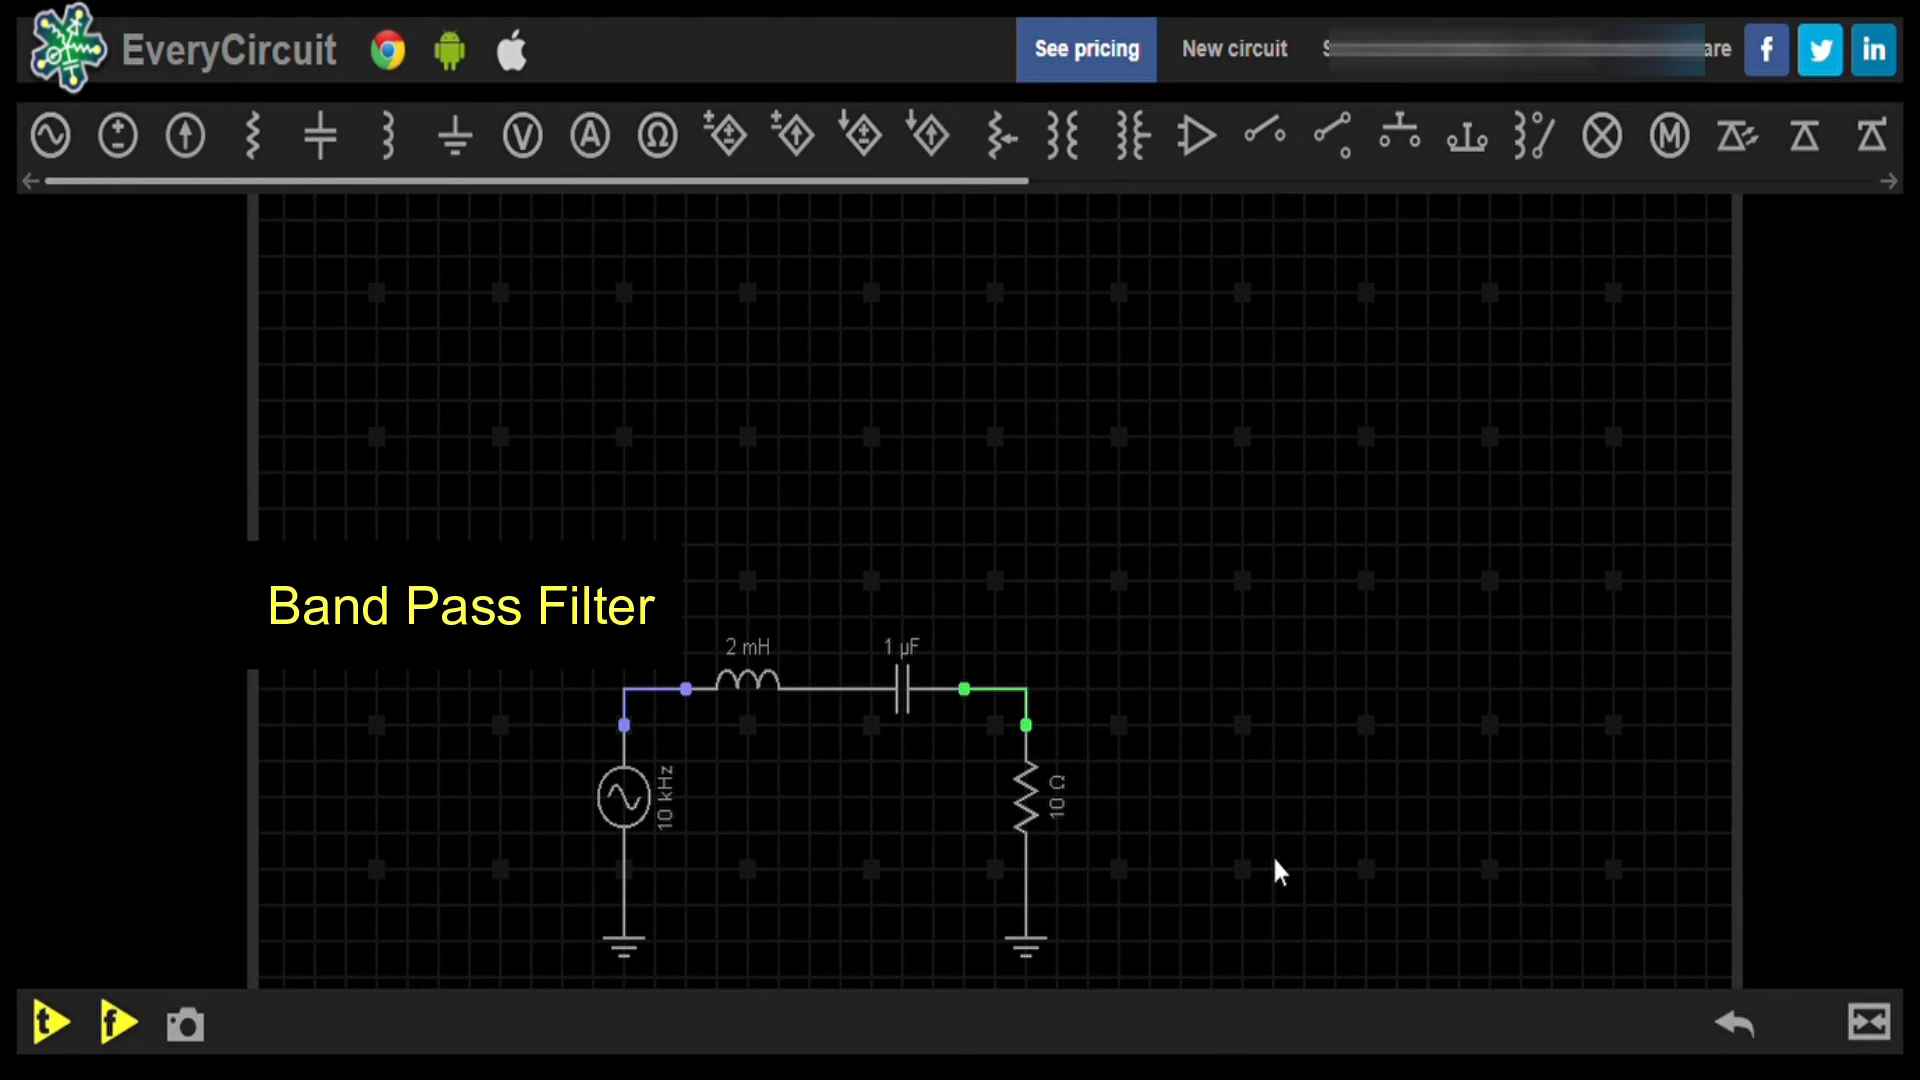 EveryCircuit
See pricing
New circuit
Band Pass Filter
2 mH
1 µF
10 kHz
10 Ω